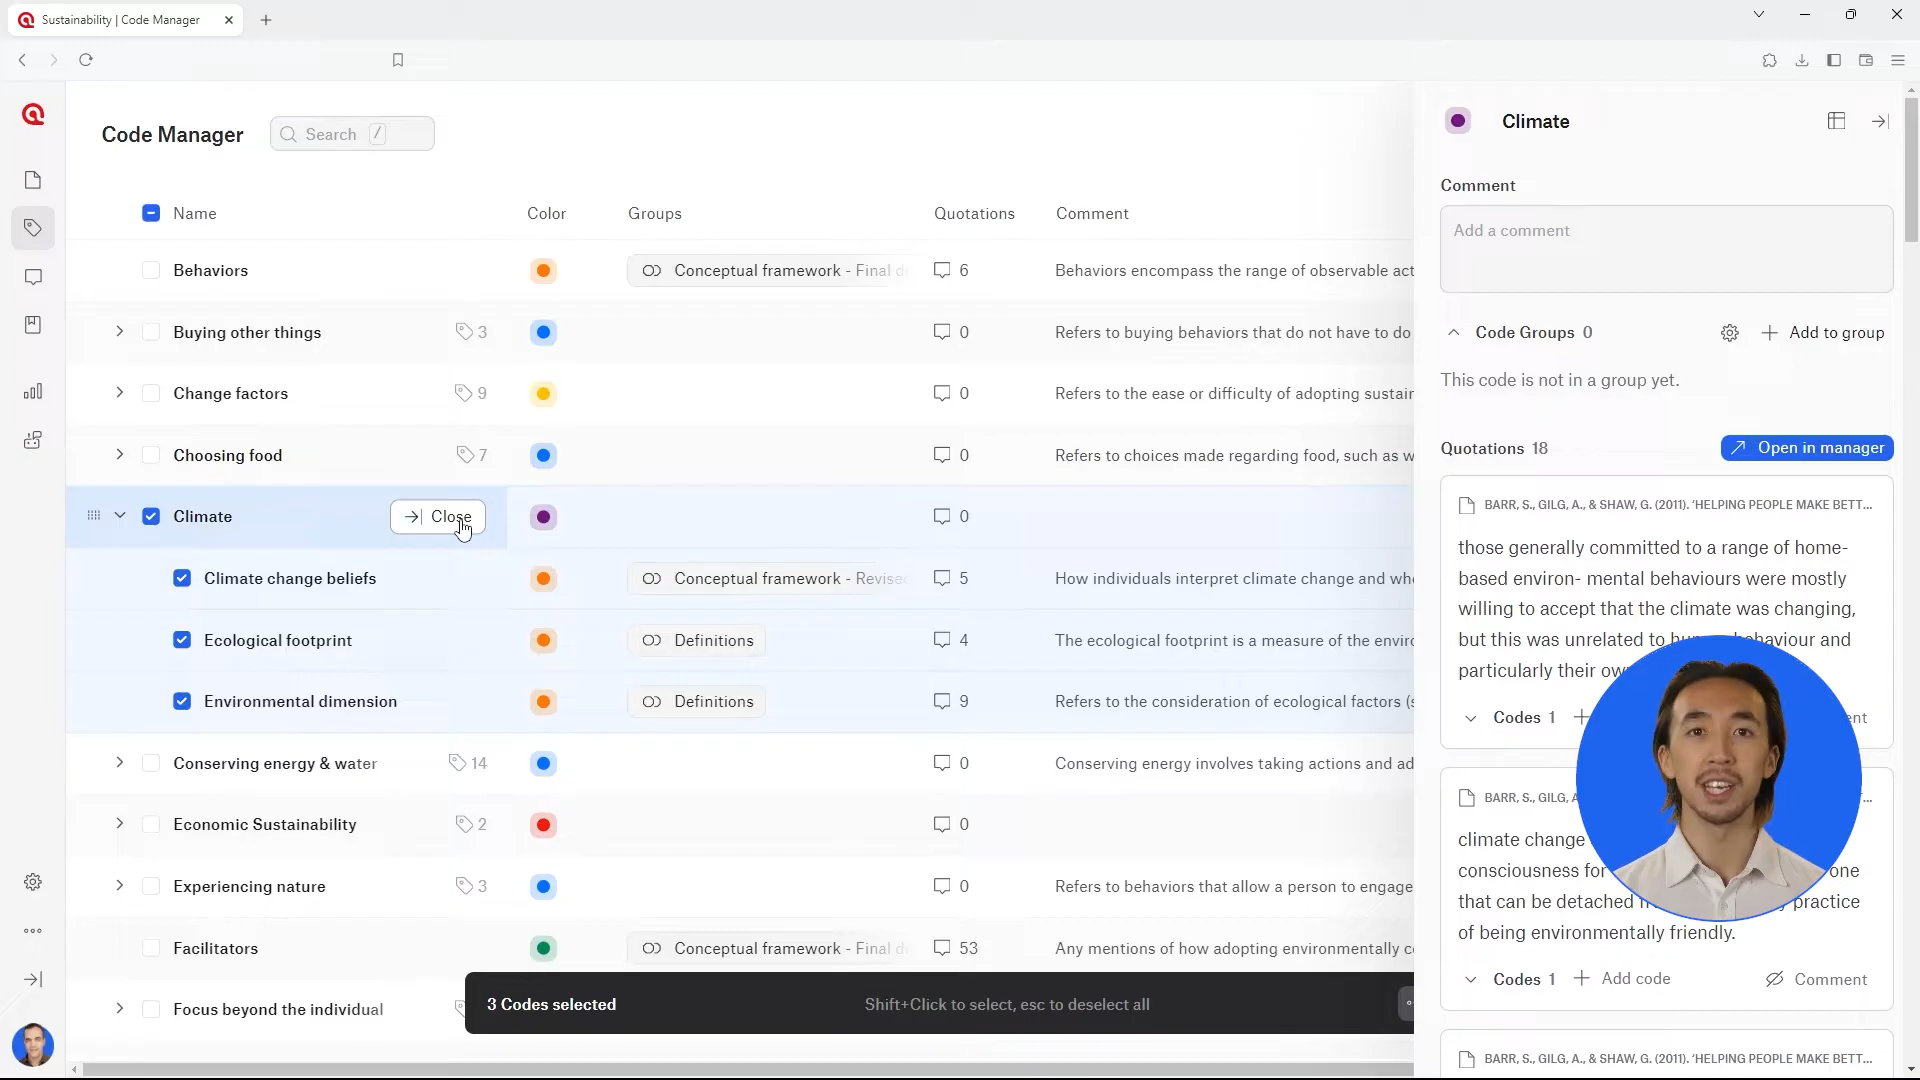 Sustainability | Code Manager
Code Manager
Search /
Name
Color
Groups
Quotations
Comment
Behaviors
Conceptual framework - Final d
6
Behaviors encompass the range of observable act
Buying other things
3
0
Refers to buying behaviors that do not have to do
Change factors
9
0
Refers to the ease or difficulty of adopting sustair
Choosing food
7
0
Refers to choices made regarding food, such as w
Climate
Close
0
Climate change beliefs
Conceptual framework - Revise
5
How individuals interpret climate change and wh
Ecological footprint
Definitions
4
The ecological footprint is a measure of the envir
Environmental dimension
Definitions
9
Refers to the consideration of ecological factors (s
Conserving energy & water
14
0
Conserving energy involves taking actions and ad
Economic Sustainability
2
0
Experiencing nature
3
0
Refers to behaviors that allow a person to engage
Facilitators
Conceptual framework - Final d
53
Any mentions of how adopting environmentally c
Focus beyond the individual
3 Codes selected
Shift+Click to select, esc to deselect all
Climate
Comment
Add a comment
Code Groups 0
Add to group
This code is not in a group yet.
Quotations 18
Open in manager
BARR, S., GILG, A., & SHAW, G. (2011). 'HELPING PEOPLE MAKE BETT...
those generally committed to a range of home-
based environ- mental behaviours were mostly
willing to accept that the climate was changing,
but this was unrelated to behaviour and
particularly their
Codes 1
BARR, S., GILG,
climate change
consciousness for one
that can be detached practice
of being environmentally friendly.
Codes 1
Add code
Comment
BARR, S., GILG, A., & SHAW, G. (2011). 'HELPING PEOPLE MAKE BETT...